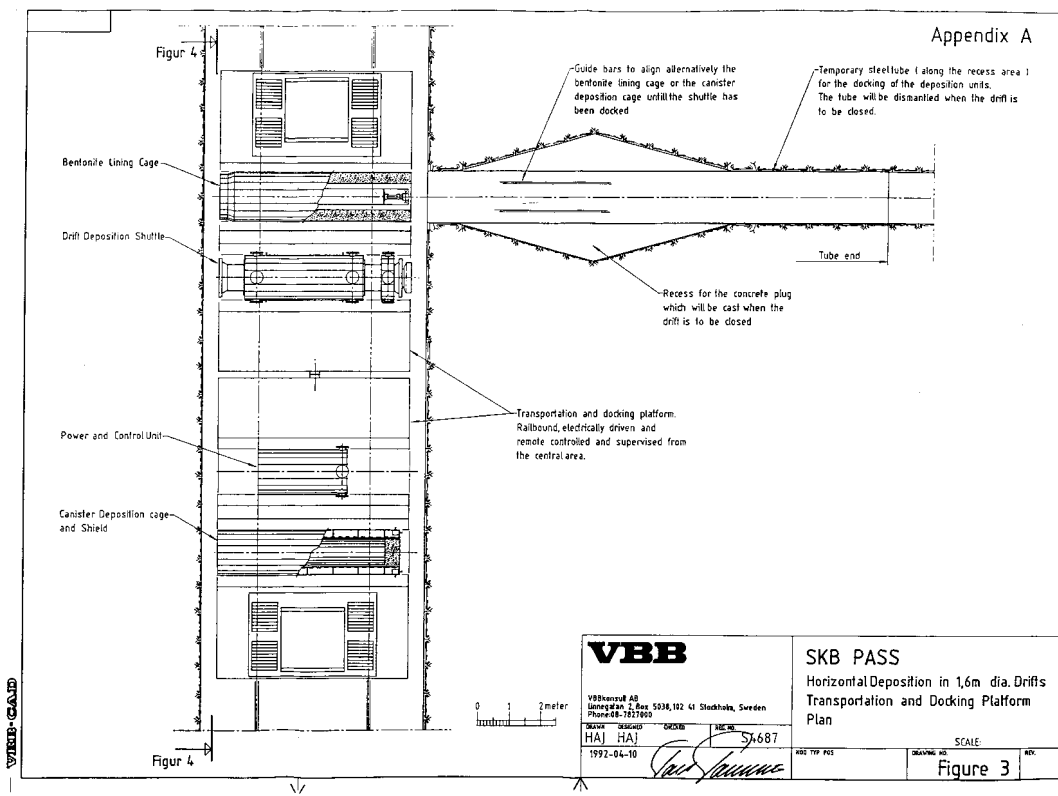 Appendix A
Figur 4
Guide bars to align alternatively the
bentonite lining cage or the canister
deposition cage untill the shuttle has
been docked
Temporary steel tube ( along the recess area )
for the docking of the deposition units.
The tube will be dismantled when the drift is
to be closed.
Bentonite Lining Cage
Drift Deposition Shuttle
Tube end
Recess for the concrete plug
which will be cast when the
drift is to be closed
Transportation and docking platform.
Railbound, electrically driven and
remote controlled and supervised from
the central area.
Power and Control Unit
Canister Deposition cage
and Shield
0 1 2 meter
Figur 4
VBB-CAD
VBB
VBBkonsult AB
Linnegatan 2, Box 5038, 102 41 Stockholm, Sweden
Phone: 08-7827000
DRAWN DESIGNED CHECKED REG. NO.
HAJ HAJ S4687
1992-04-10
SKB PASS
Horizontal Deposition in 1,6m dia. Drifts
Transportation and Docking Platform
Plan
SCALE:
DRAWING NO. REV.
Figure 3